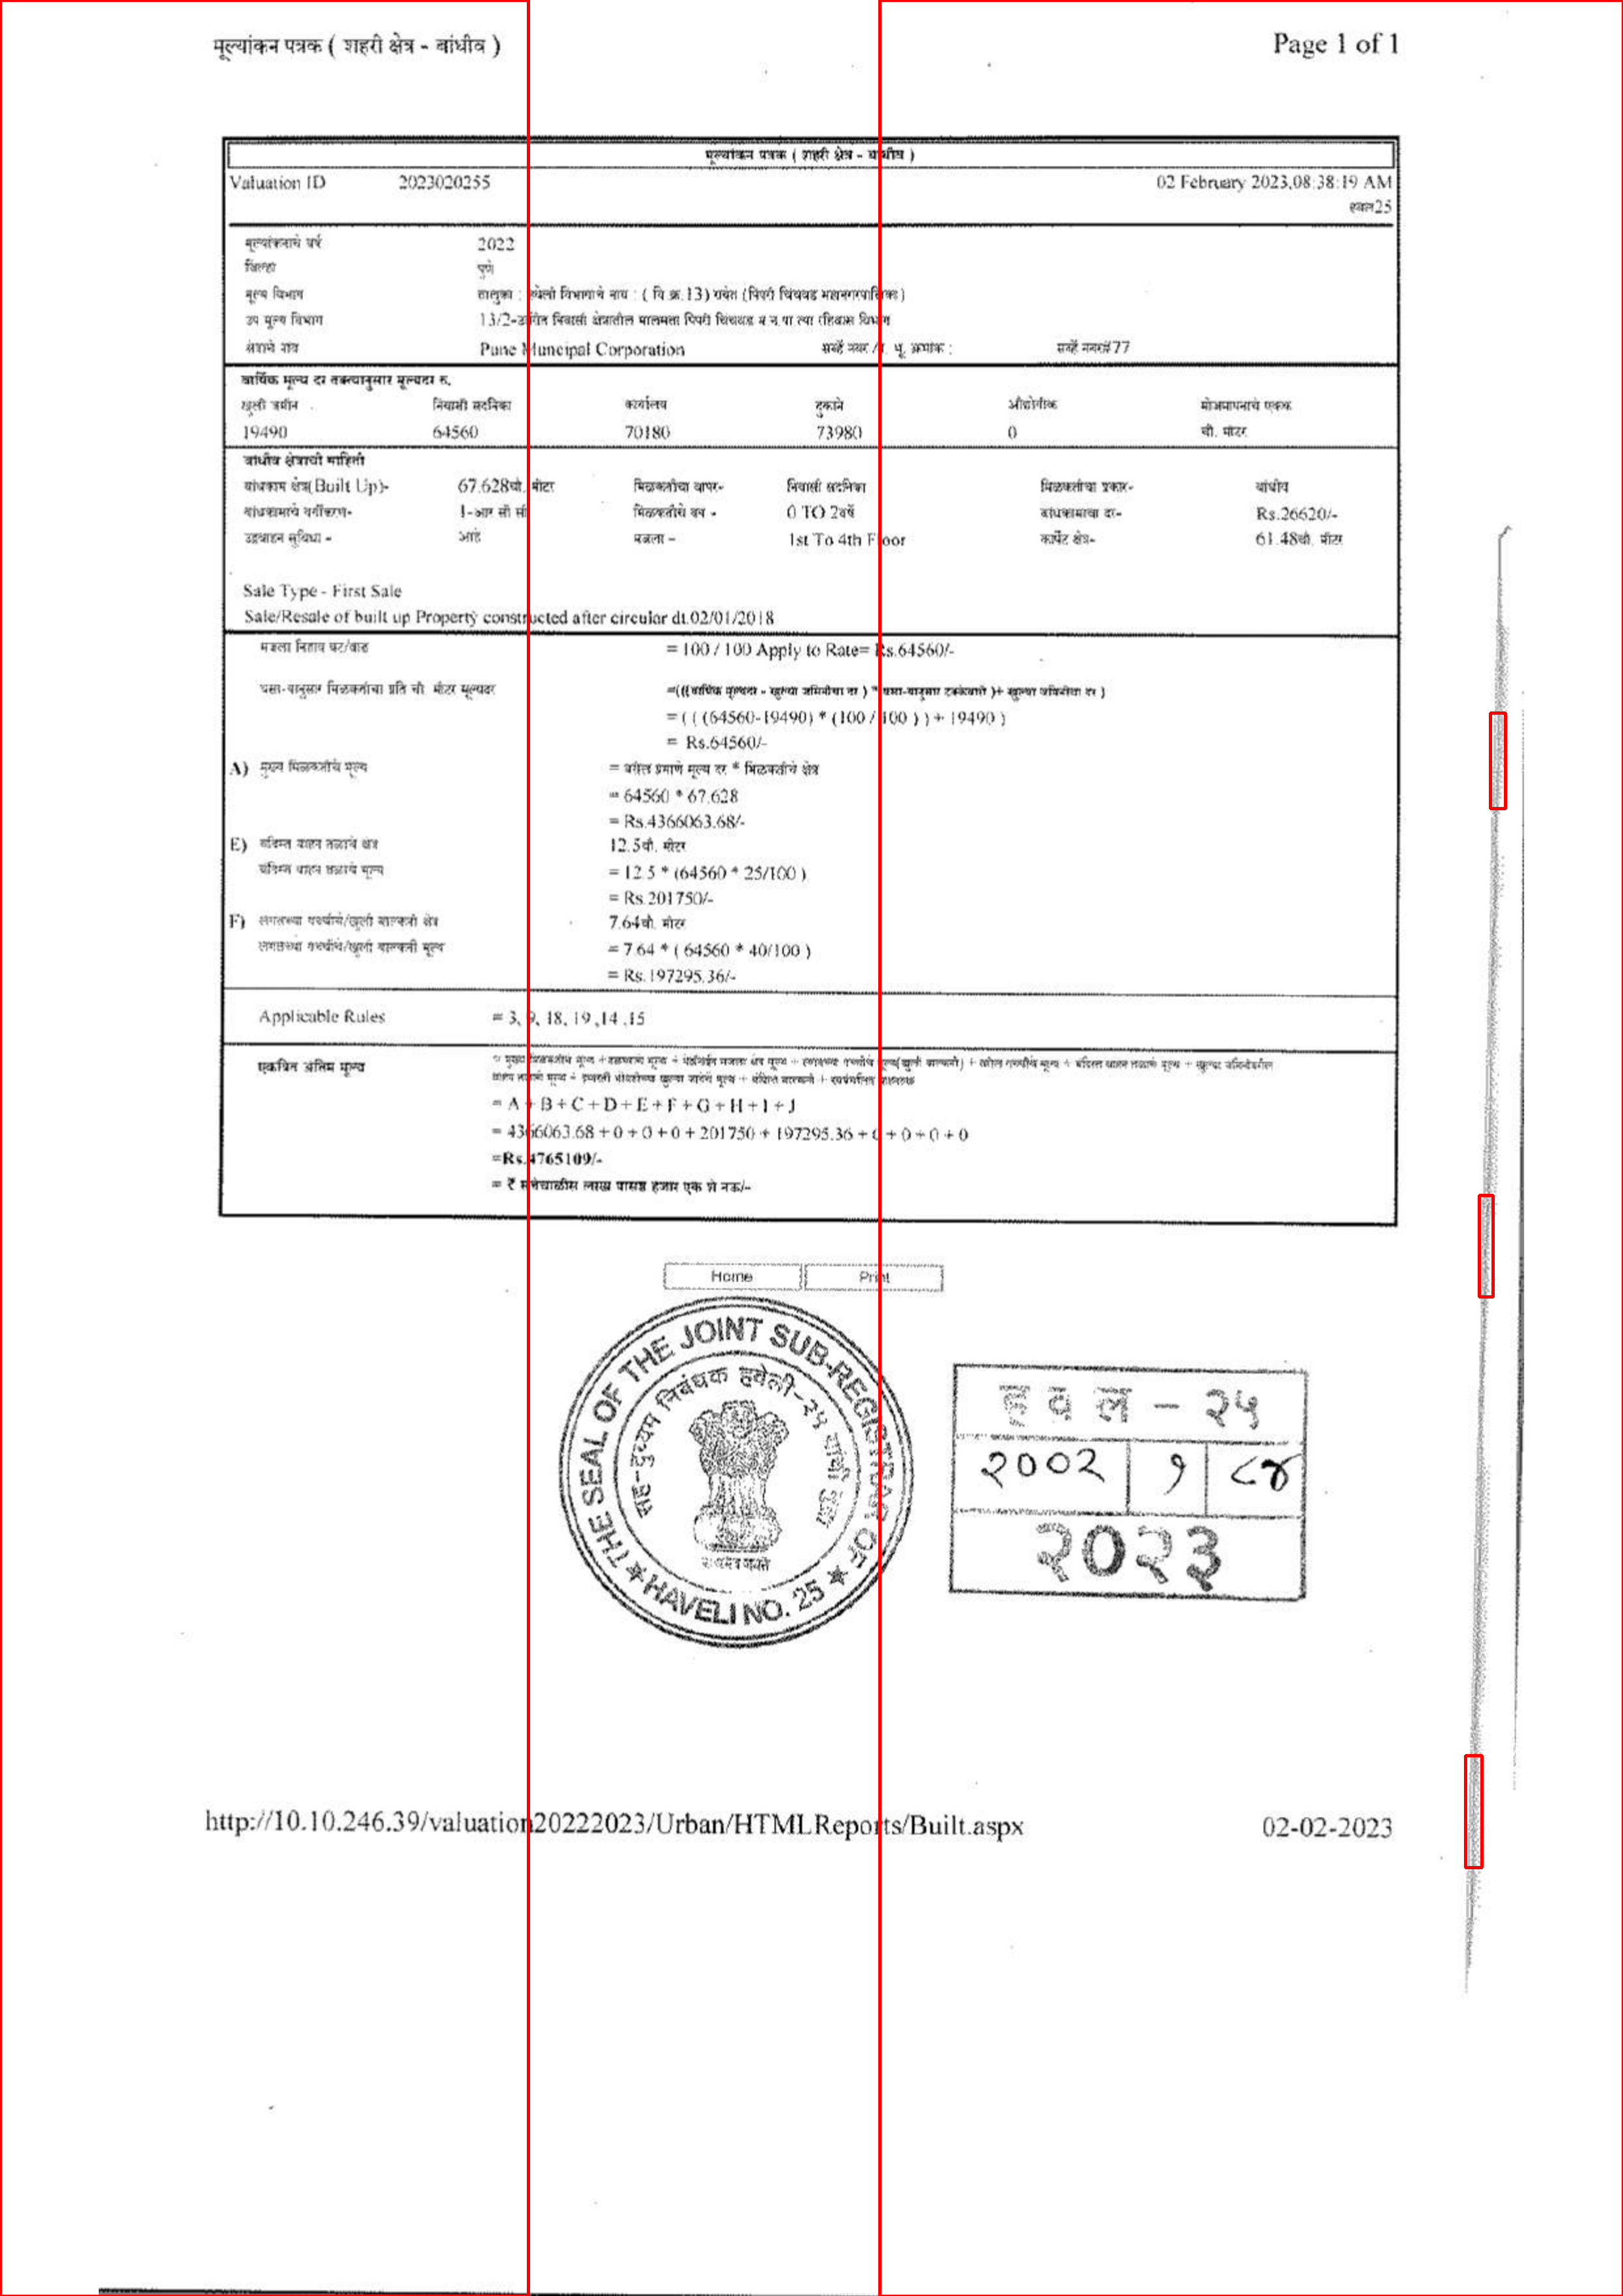 मूल्यांकन पत्रक ( शहरी क्षेत्र - बांधीव ) Page 1 of 1
मूल्यांकन पत्रक ( शहरी क्षेत्र - बांधीव )
Valuation ID 2023020255 02 February 2023,08:38:19 AM
हवल25
मूल्यांकनाचे वर्ष 2022
जिल्हा पुणे
मूल्य विभाग तालुका : हवेली विभागाचे नाव : ( वि.क्र.13) रावेत (पिंपरी चिंचवड महानगरपालिका)
उप मूल्य विभाग 13/2- निवासी क्षेत्रातील मालमत्ता पिंपरी चिंचवड म न पा च्या रहिवास विभाग
क्षेत्राचे नांव Pune Muncipal Corporation सर्व्हे नंबर /न. भू. क्रमांक : सर्व्हे नंबर#77
वार्षिक मूल्य दर तक्त्यानुसार मूल्यदर रु.
खुली जमीन निवासी सदनिका कार्यालय दुकाने औद्योगीक मोजमापनाचे एकक
19490 64560 70180 73980 0 चौ. मीटर
बांधीव क्षेत्राची माहिती
बांधकाम क्षेत्र(Built Up)- 67.628चौ. मीटर मिळकतीचा वापर- निवासी सदनिका मिळकतीचा प्रकार- बांधीव
बांधकामाचे वर्गीकरण- 1-आर सी सी मिळकतीचे वय - 0 TO 2वर्षे बांधकामाचा दर- Rs.26620/-
उद्ववाहन सुविधा - आहे मजला - 1st To 4th Floor कार्पेट क्षेत्र- 61.48चौ. मीटर
Sale Type - First Sale
Sale/Resale of built up Property constructed after circular dt.02/01/2018
मजला निहाय घट/वाढ = 100 / 100 Apply to Rate= Rs.64560/-
घसा-यानुसार मिळकतीचा प्रति चौ. मीटर मूल्यदर =(((वार्षिक मूल्यदर - खुल्या जमिनीचा दर ) * घसा-यानुसार टक्केवारी )+ खुल्या जमिनीचा दर )
= ( ( (64560-19490) * (100 / 100 ) ) + 19490 )
= Rs.64560/-
A) मुख्य मिळकतीचे मूल्य = वरील प्रमाणे मूल्य दर * मिळकतीचे क्षेत्र
= 64560 * 67.628
= Rs.4366063.68/-
E) बंदिस्त वाहन तळाचे क्षेत्र 12.5चौ. मीटर
बंदिस्त वाहन तळाचे मूल्य = 12.5 * (64560 * 25/100 )
= Rs.201750/-
F) लगतच्या गच्चीचे/खुली बाल्कनी क्षेत्र 7.64चौ. मीटर
लगतच्या गच्चीचे/खुली बाल्कनी मूल्य = 7.64 * ( 64560 * 40/100 )
= Rs.197295.36/-
Applicable Rules = 3, 9, 18, 19 ,14 ,15
एकत्रित अंतिम मूल्य = मुख्य मिळकतीचे मूल्य + तळघराचे मूल्य + मेझॅनाईन मजला क्षेत्र मूल्य + लगतच्या गच्चीचे मूल्य(खुली बाल्कनी) + वरील गच्चीचे मूल्य + बंदिस्त वाहन तळाचे मूल्य + खुल्या जमिनीवरील
वाहन तळाचे मूल्य + इमारती भोवतीच्या खुल्या जागेचे मूल्य + बंदिस्त बाल्कनी + स्वयंचलित वाहनतळ
= A + B + C + D + E + F + G + H + I + J
= 4366063.68 + 0 + 0 + 0 + 201750 + 197295.36 + 0 + 0 + 0 + 0
=Rs.4765109/-
= ₹ सत्तेचाळीस लाख पासष्ठ हजार एक शे नऊ/-
Home Print
THE SEAL OF THE JOINT SUB-REGISTRAR OF
HAVELI NO. 25
सह-दुय्यम निबंधक हवेली-२५ यांची मुद्रा
सत्यमेव जयते
ह व ल - २५
२००२ १ ८४
२०२३
http://10.10.246.39/valuation20222023/Urban/HTMLReports/Built.aspx 02-02-2023